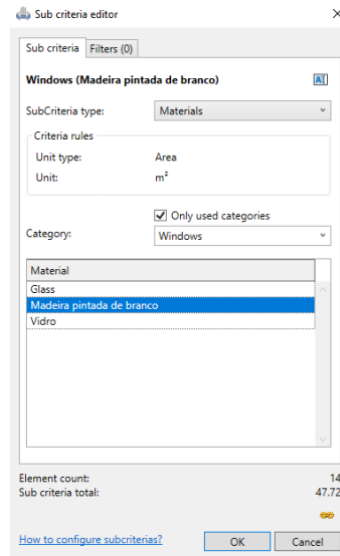 Sub criteria editor
Sub criteria Filters (0)
Windows (Madeira pintada de branco)
SubCriteria type: Materials
Criteria rules
Unit type: Area
Unit: m²
Only used categories
Category: Windows
Material
Glass
Madeira pintada de branco
Vidro
Element count: 14
Sub criteria total: 47.72
How to configure subcriterias? OK Cancel